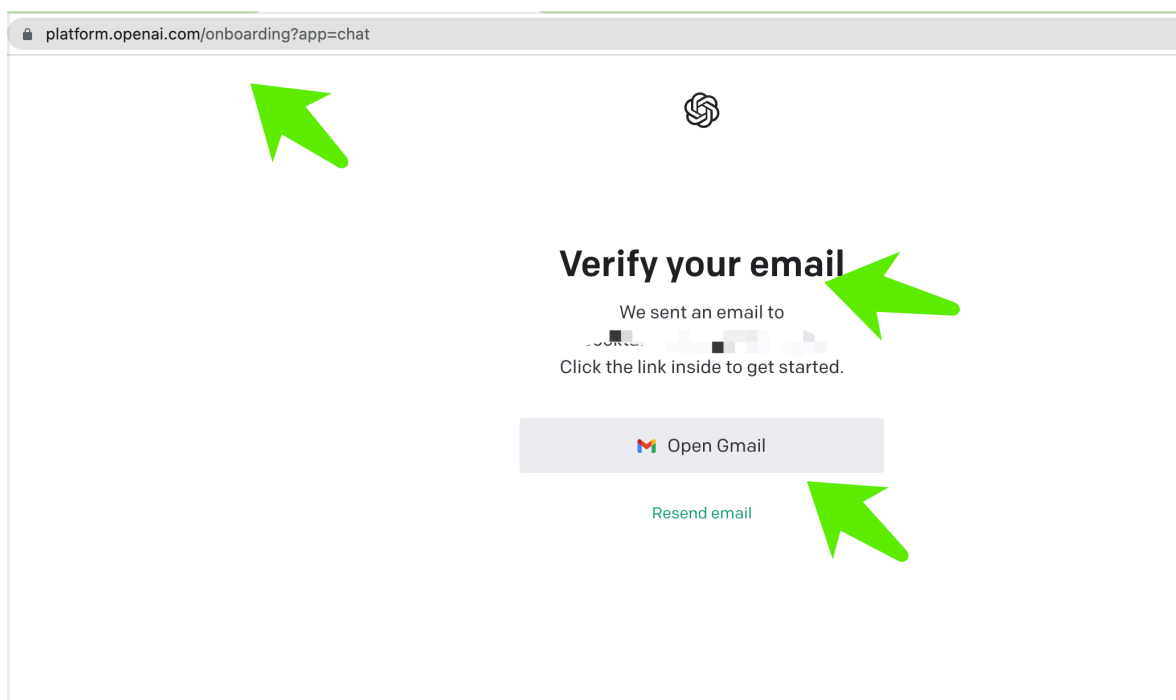 platform.openai.com/onboarding?app=chat
Verify your email
We sent an email to
Click the link inside to get started.
Open Gmail
Resend email